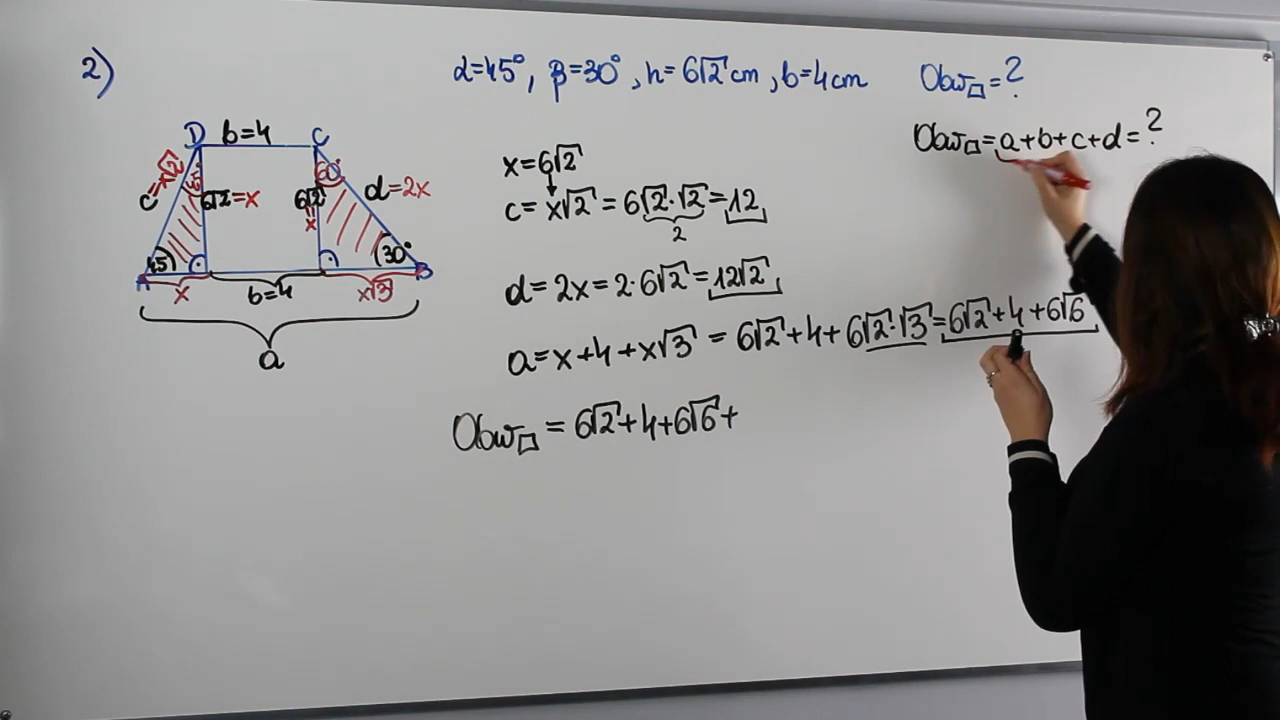 2)
α=45°, β=30°, h=6√2 cm, b=4cm
Obw□=?
Obw□=a+b+c+d=?
D b=4 C
c=x√2
45°
6√2=x
60°
6√2=x
d=2x
45°
30°
A
B
x
b=4
x√3
a
x=6√2
c=x√2=6√2·√2=12
2
d=2x=2·6√2=12√2
a=x+4+x√3=6√2+4+6√2·√3=6√2+4+6√6
Obw□=6√2+4+6√6+